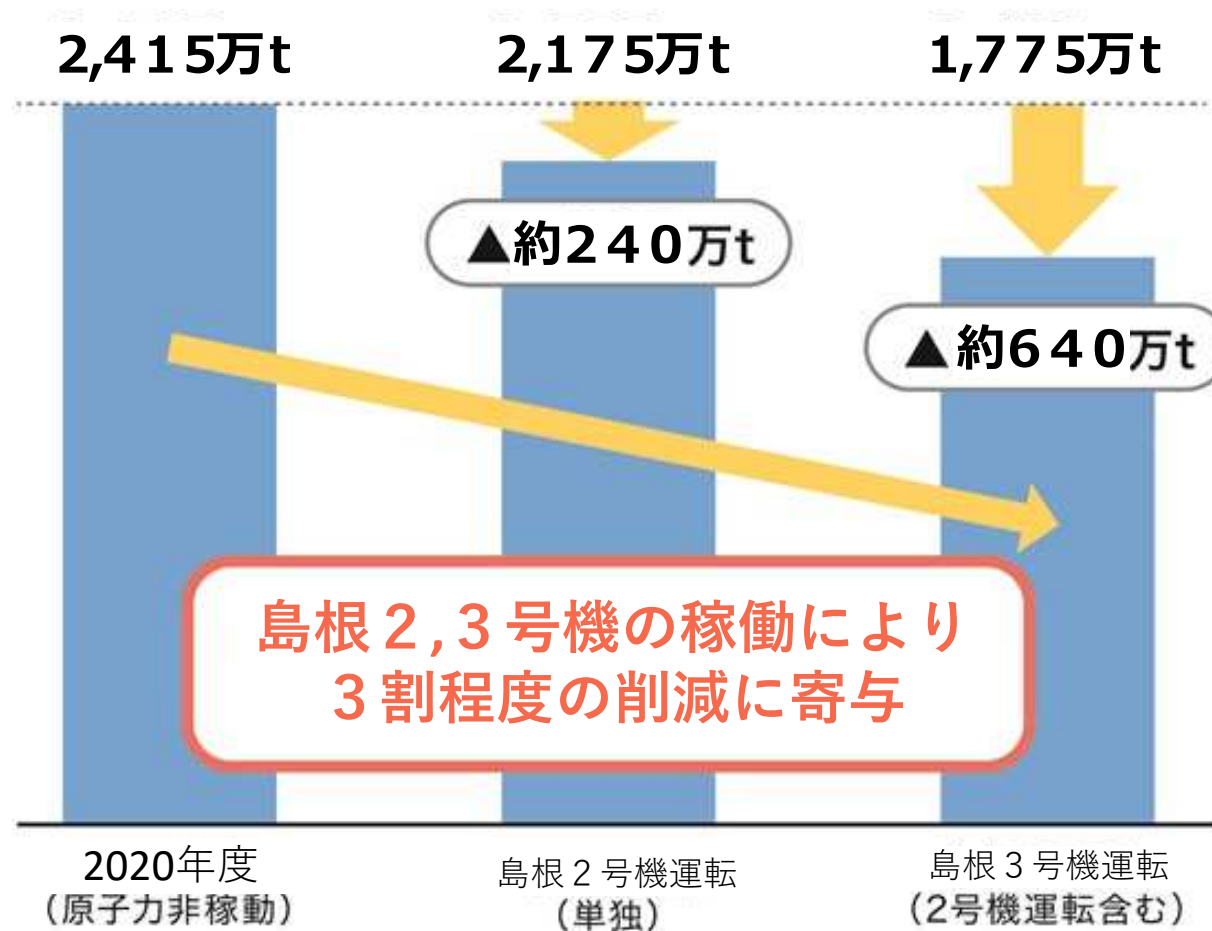 2,415万t
2,175万t
1,775万t
▲約240万t
▲約640万t
島根2,3号機の稼働により
3割程度の削減に寄与
2020年度
(原子力非稼動)
島根2号機運転
(単独)
島根3号機運転
(2号機運転含む)